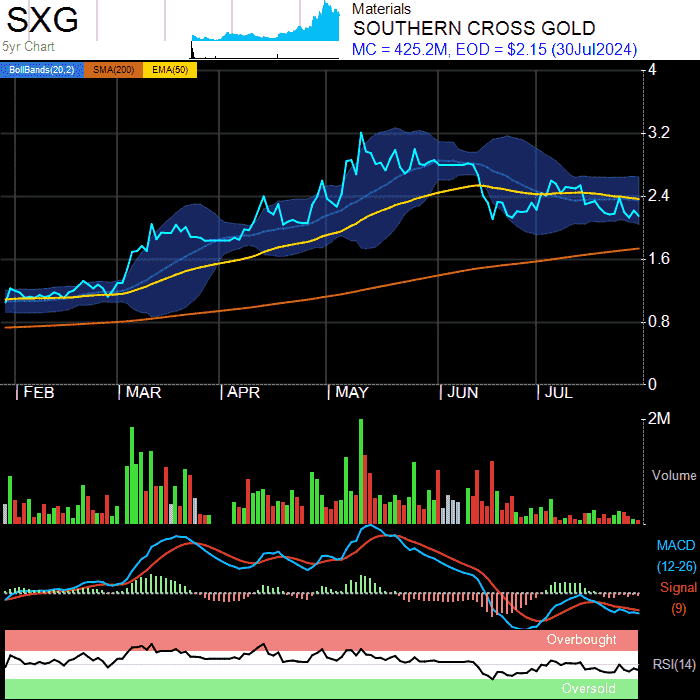 SXG
5yr Chart
Materials
SOUTHERN CROSS GOLD
MC = 425.2M, EOD = $2.15 (30Jul2024)
BollBands(20,2) SMA(200) EMA(50)
4
3.2
2.4
1.6
0.8
0
FEB MAR APR MAY JUN JUL
2M
Volume
MACD
(12-26)
Signal
(9)
Overbought
RSI(14)
Oversold